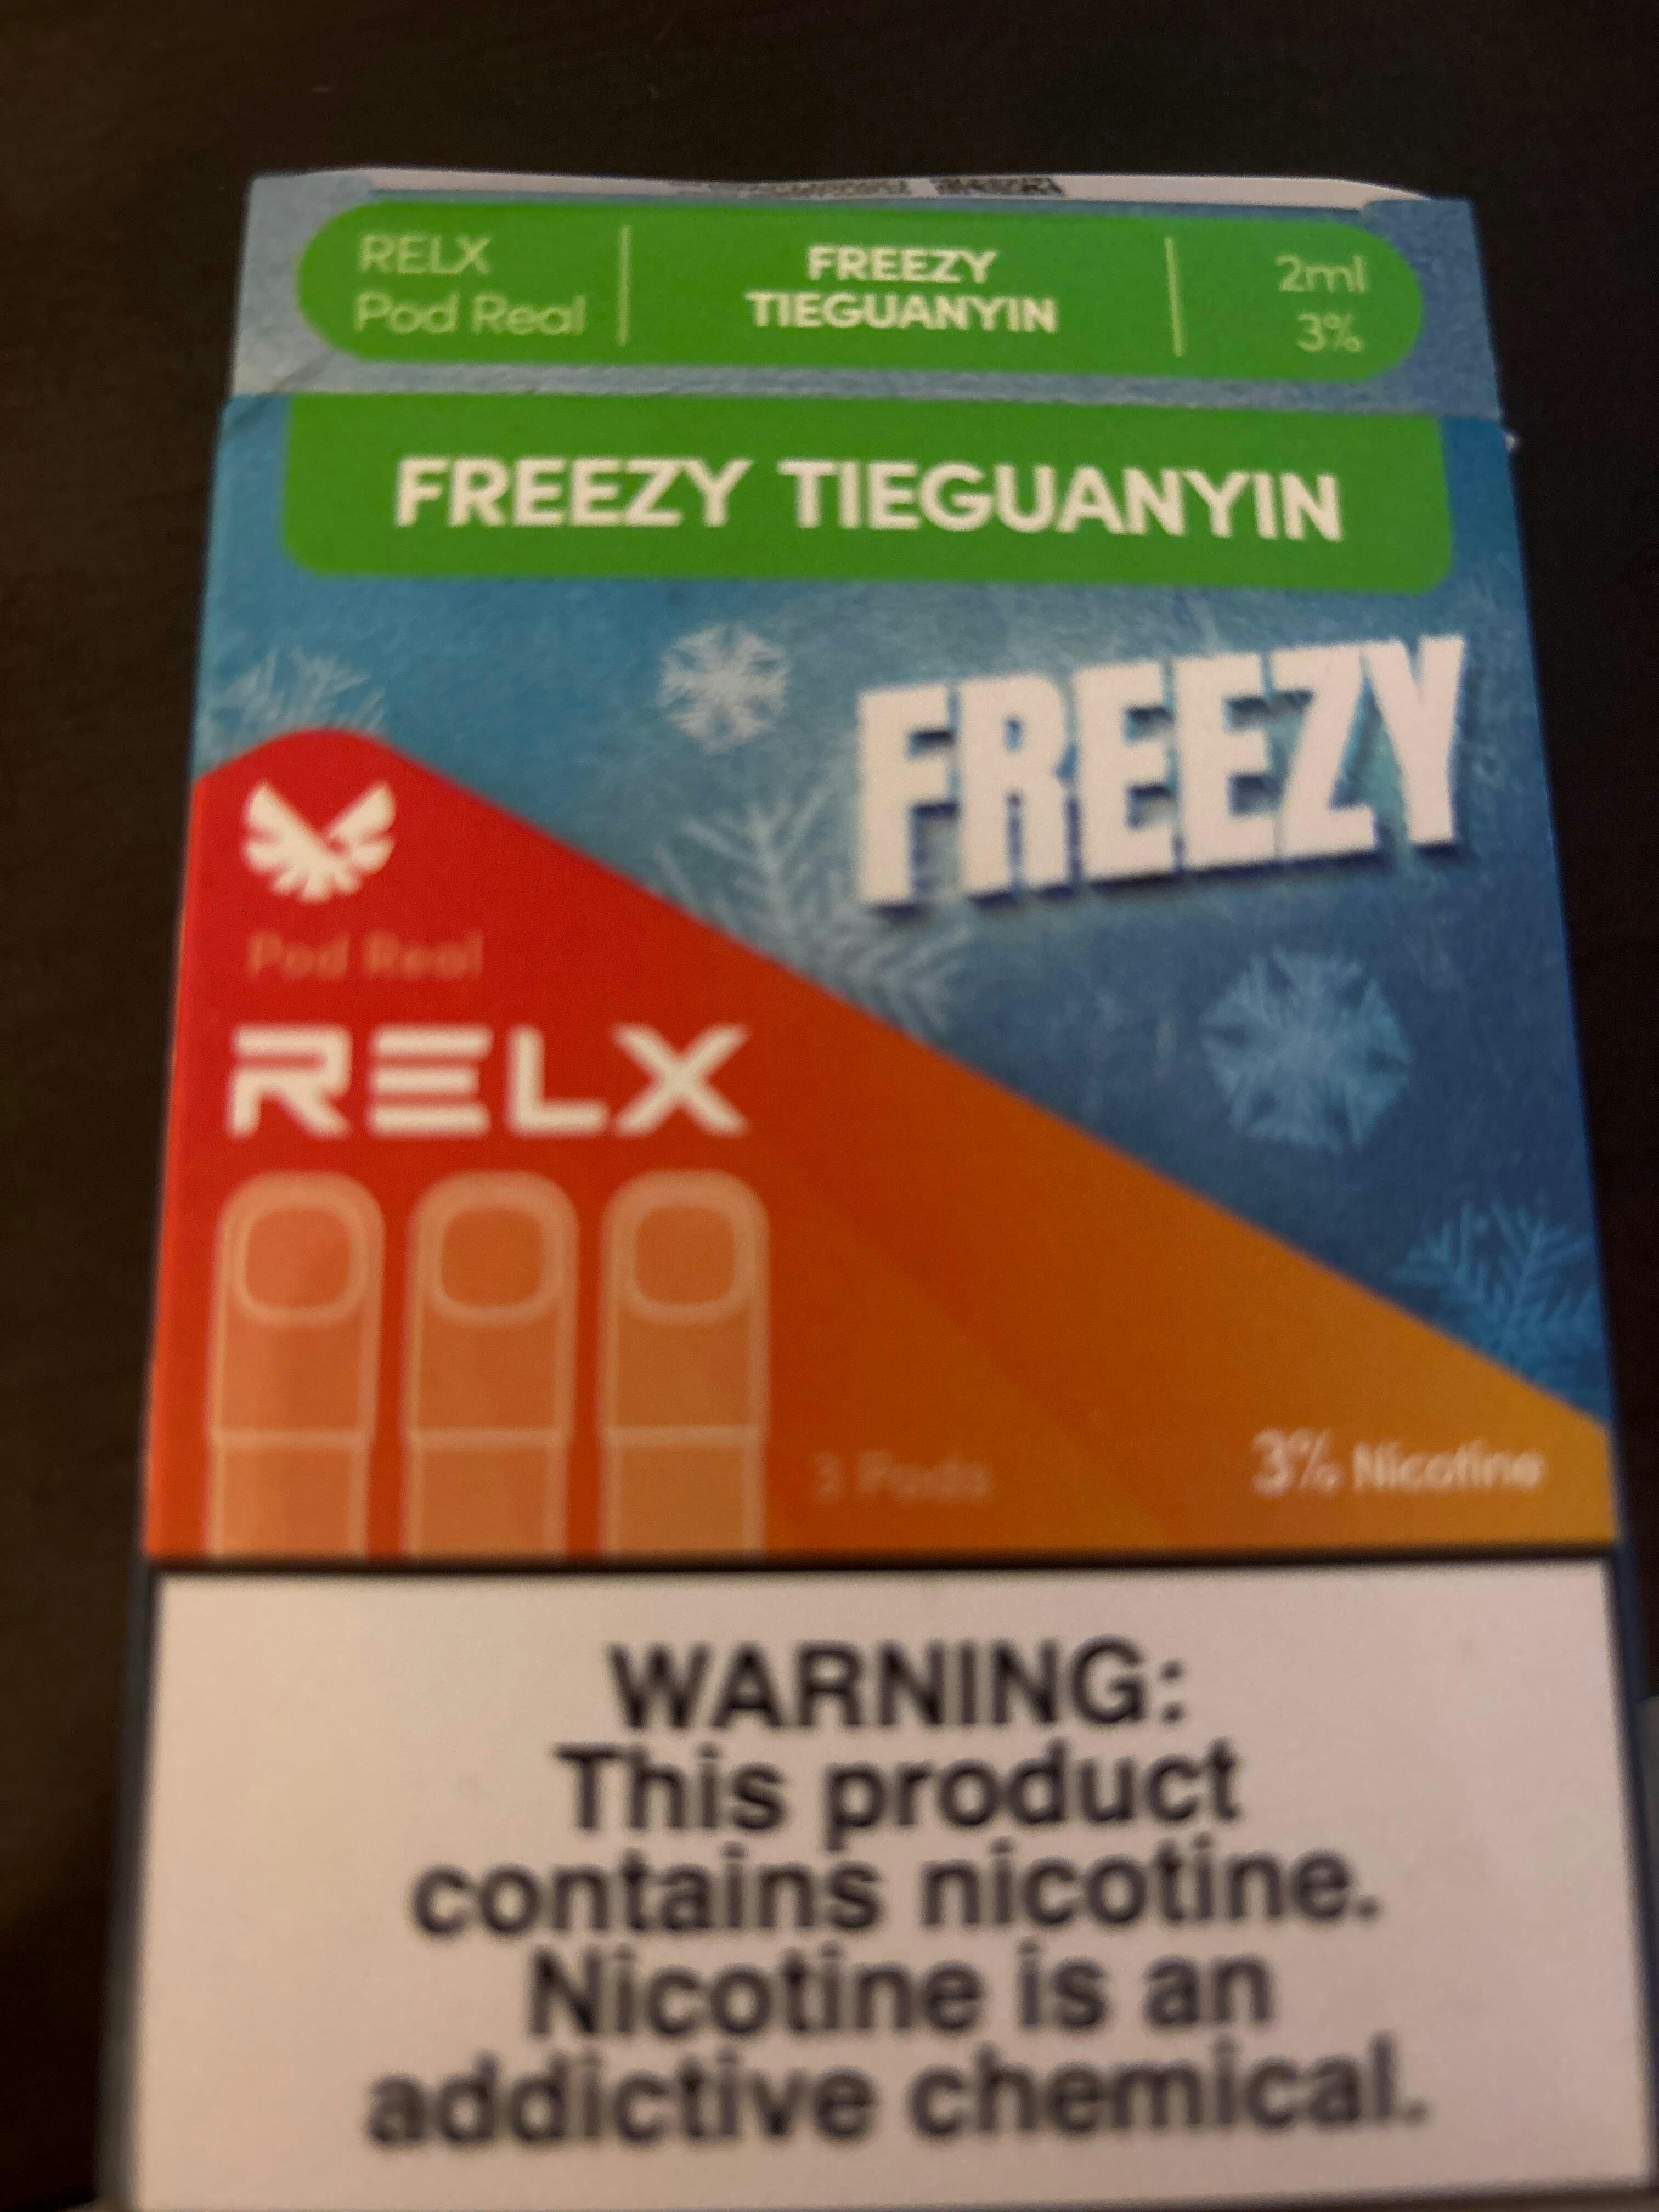 RELX
Pod Real
FREEZY
TIEGUANYIN
2ml
3%
FREEZY TIEGUANYIN
FREEZY
Pod Real
RELX
3 Pods
3% Nicotine
WARNING:
This product
contains nicotine.
Nicotine is an
addictive chemical.